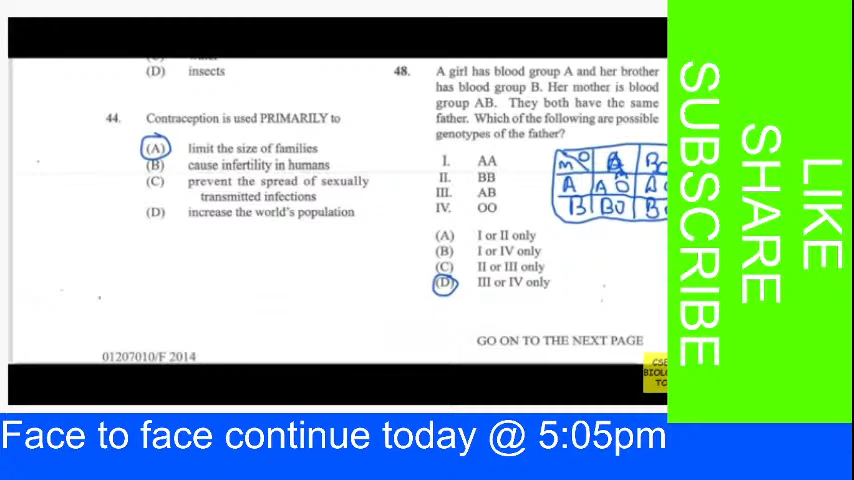 (D) insects
44. Contraception is used PRIMARILY to
(A) limit the size of families
(B) cause infertility in humans
(C) prevent the spread of sexually
transmitted infections
(D) increase the world's population
01207010/F 2014
48. A girl has blood group A and her brother
has blood group B. Her mother is blood
group AB. They both have the same
father. Which of the following are possible
genotypes of the father?
I. AA
II. BB
III. AB
IV. OO
(A) I or II only
(B) I or IV only
(C) II or III only
(D) III or IV only
A AO
B BO
GO ON TO THE NEXT PAGE
LIKE
SHARE
SUBSCRIBE
Face to face continue today @ 5:05pm